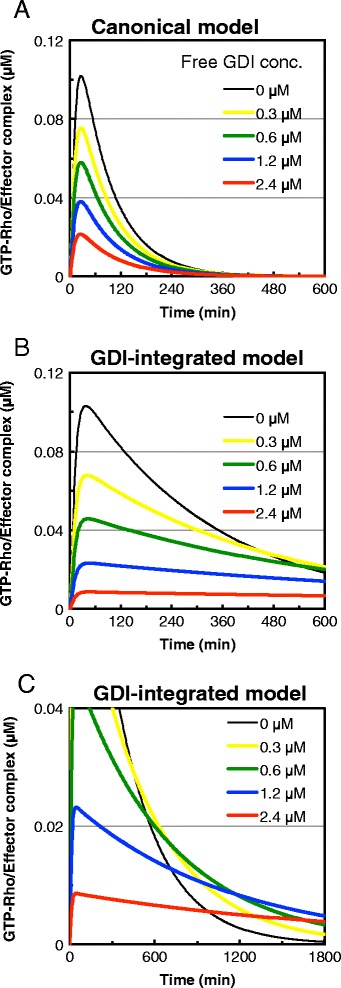 A
Canonical model
GTP-Rho/Effector complex (µM)
0.12
0.08
0.04
0
Free GDI conc.
0 µM
0.3 µM
0.6 µM
1.2 µM
2.4 µM
0 120 240 360 480 600
Time (min)
B
GDI-integrated model
GTP-Rho/Effector complex (µM)
0.12
0.08
0.04
0
0 µM
0.3 µM
0.6 µM
1.2 µM
2.4 µM
0 120 240 360 480 600
Time (min)
C
GDI-integrated model
GTP-Rho/Effector complex (µM)
0.04
0.02
0
0 µM
0.3 µM
0.6 µM
1.2 µM
2.4 µM
0 600 1200 1800
Time (min)